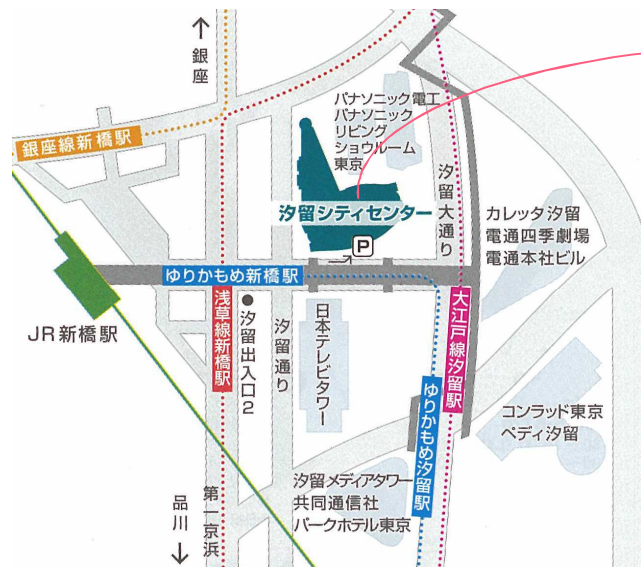 ↑
銀座
銀座線新橋駅
パナソニック電工
パナソニック
リビング
ショウルーム
東京
汐留シティセンター
P
汐留大通り
カレッタ汐留
電通四季劇場
電通本社ビル
ゆりかもめ新橋駅
JR新橋駅
浅草線新橋駅
汐留出入口2
汐留通り
日本テレビタワー
大江戸線汐留駅
ゆりかもめ汐留駅
コンラッド東京
ペディ汐留
汐留メディアタワー
共同通信社
パークホテル東京
第一京浜
品川
↓